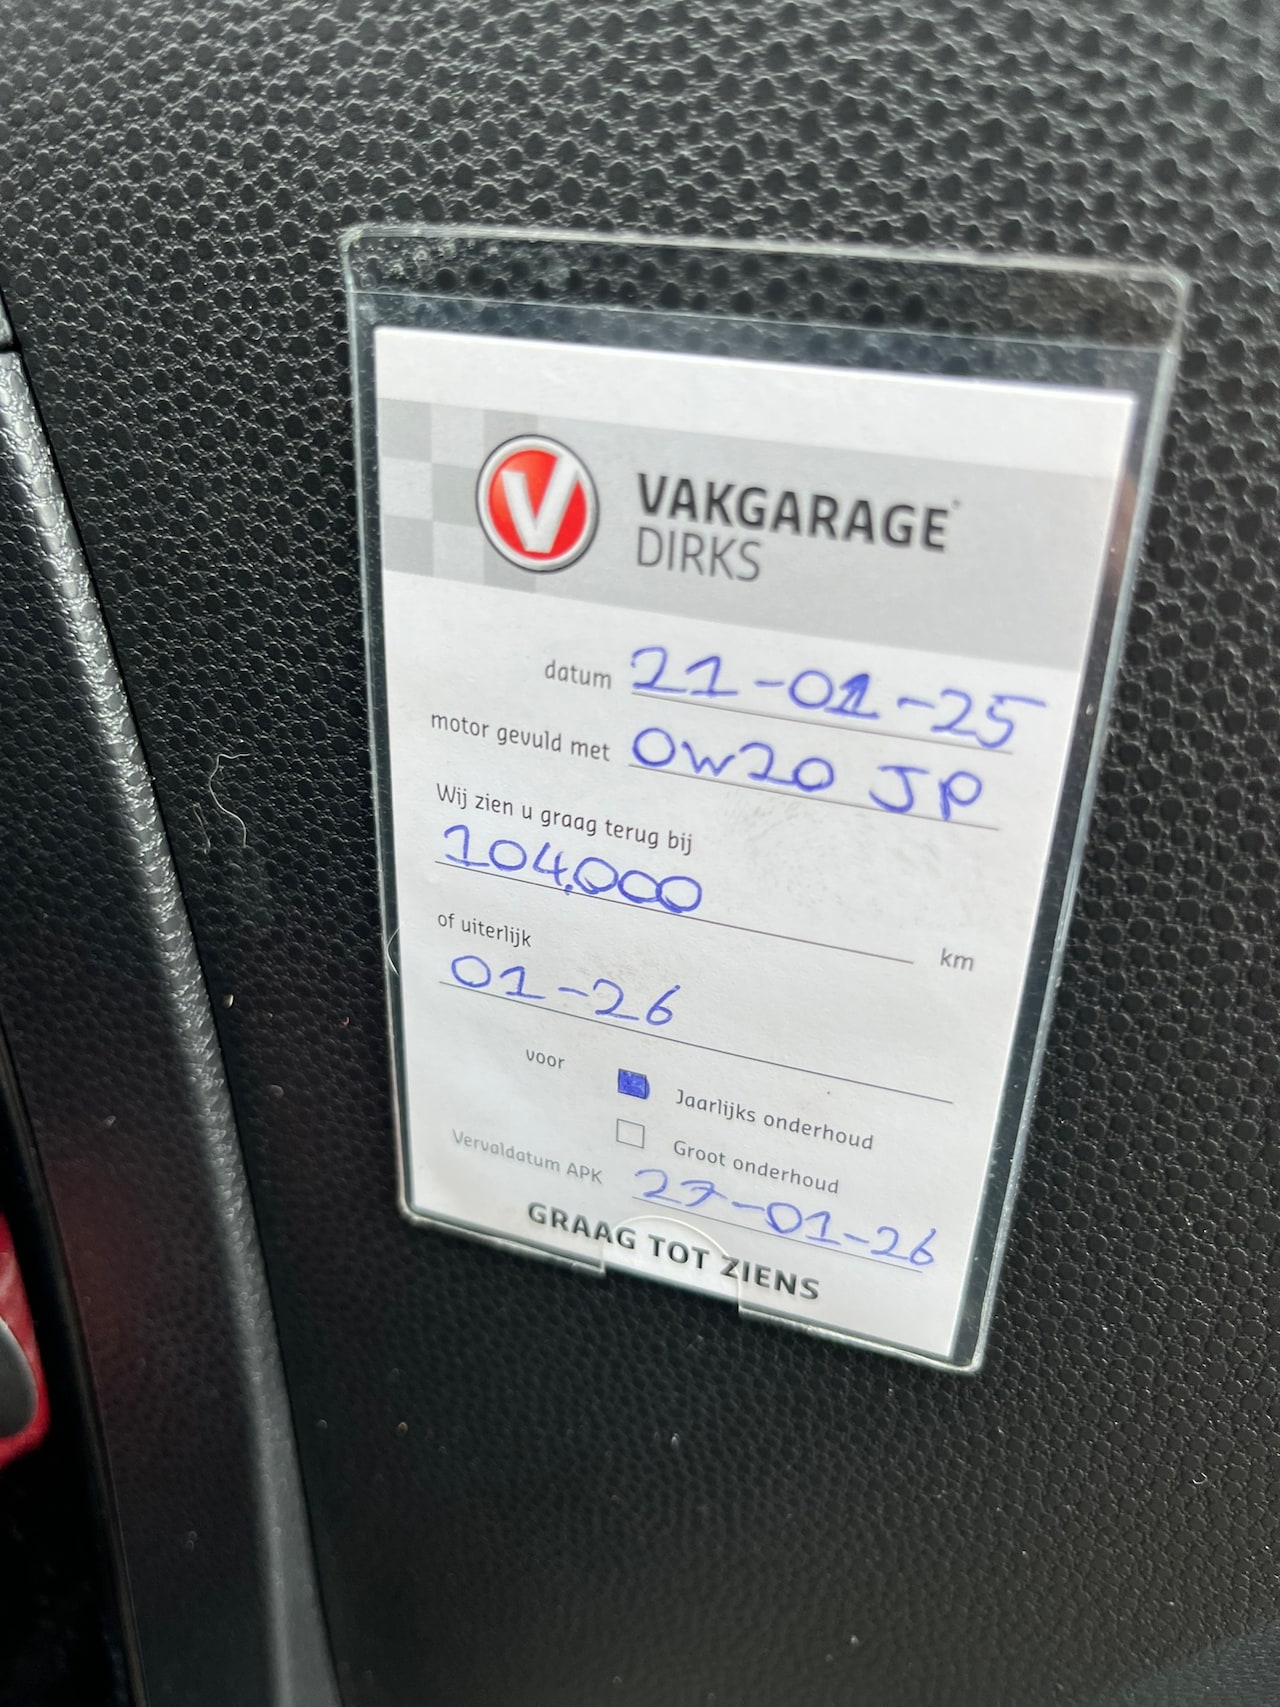 V VAKGARAGE
DIRKS
datum 21-01-25
motor gevuld met 0W20 JP
Wij zien u graag terug bij
104.000 km
of uiterlijk
01-26
voor
Jaarlijks onderhoud
Groot onderhoud
Vervaldatum APK 27-01-26
GRAAG TOT ZIENS